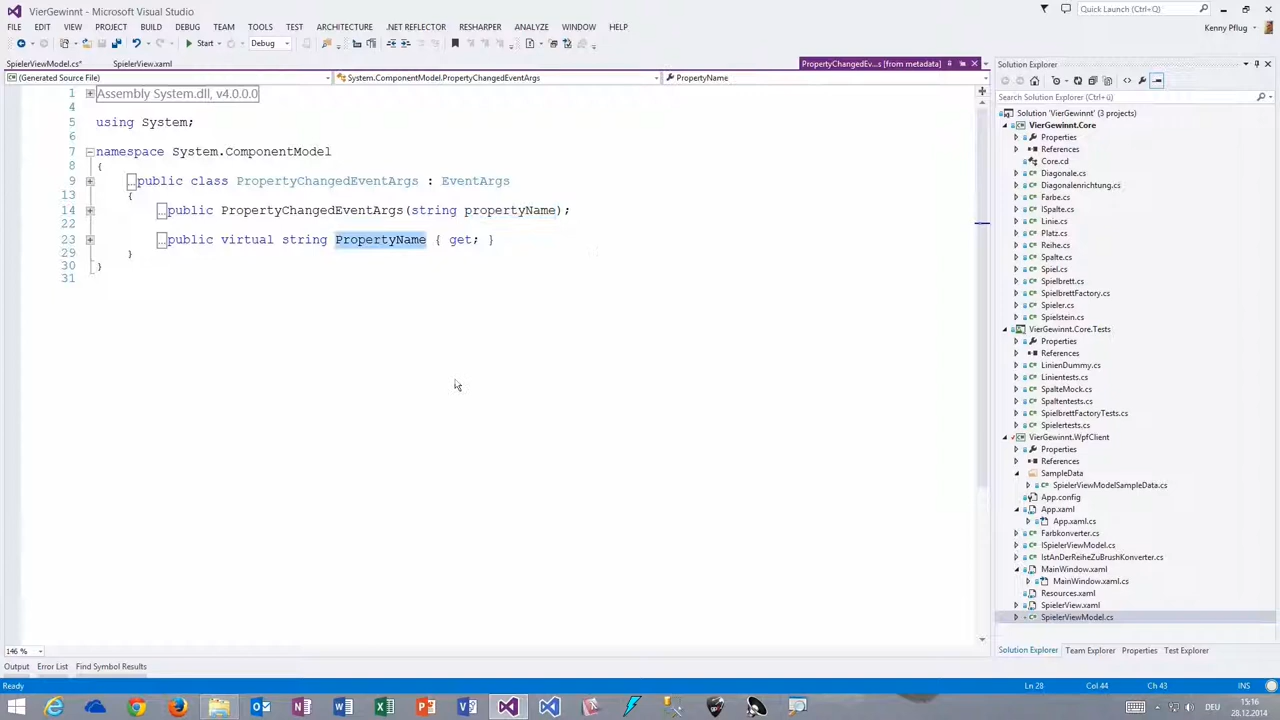 VierGewinnt - Microsoft Visual Studio
Quick Launch (Ctrl+Q)
FILE EDIT VIEW PROJECT BUILD DEBUG TEAM TOOLS TEST ARCHITECTURE .NET REFLECTOR RESHARPER ANALYZE WINDOW HELP
Kenny Pflug
Start
Debug
SpielerViewModel.cs*
SpielerView.xaml
PropertyChangedEv...s [from metadata]
(Generated Source File)
System.ComponentModel.PropertyChangedEventArgs
PropertyName
1 Assembly System.dll, v4.0.0.0
4
5 using System;
6
7 namespace System.ComponentModel
8 {
9 ...public class PropertyChangedEventArgs : EventArgs
13 {
14 ...public PropertyChangedEventArgs(string propertyName);
22
23 ...public virtual string PropertyName { get; }
29 }
30 }
31
146 %
Output Error List Find Symbol Results
Ready
Ln 28 Col 44 Ch 43 INS
Solution Explorer
Search Solution Explorer (Ctrl+ü)
Solution 'VierGewinnt' (3 projects)
VierGewinnt.Core
Properties
References
Core.cd
Diagonale.cs
Diagonalenrichtung.cs
Farbe.cs
ISpalte.cs
Linie.cs
Platz.cs
Reihe.cs
Spalte.cs
Spiel.cs
Spielbrett.cs
SpielbrettFactory.cs
Spieler.cs
Spielstein.cs
VierGewinnt.Core.Tests
Properties
References
LinienDummy.cs
Linientests.cs
SpalteMock.cs
Spaltentests.cs
SpielbrettFactoryTests.cs
Spielertests.cs
VierGewinnt.WpfClient
Properties
References
SampleData
SpielerViewModelSampleData.cs
App.config
App.xaml
App.xaml.cs
Farbkonverter.cs
ISpielerViewModel.cs
IstAnDerReiheZuBrushKonverter.cs
MainWindow.xaml
MainWindow.xaml.cs
Resources.xaml
SpielerView.xaml
SpielerViewModel.cs
Solution Explorer Team Explorer Properties Test Explorer
DEU
15:16
28.12.2014